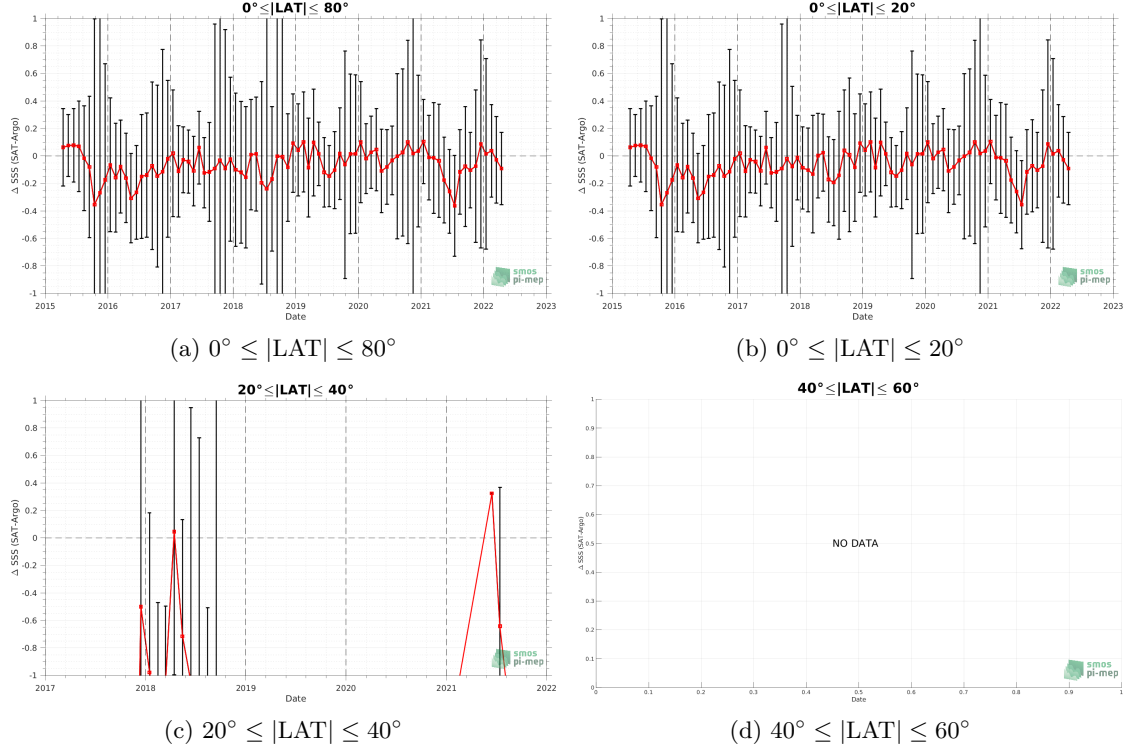 0°≤|LAT|≤ 80°
1
0.8
0.6
0.4
0.2
0
-0.2
-0.4
-0.6
-0.8
-1
Δ SSS (SAT-Argo)
2015 2016 2017 2018 2019 2020 2021 2022 2023
Date
smos
pi-mep
(a) 0° ≤ |LAT| ≤ 80°
0°≤|LAT|≤ 20°
1
0.8
0.6
0.4
0.2
0
-0.2
-0.4
-0.6
-0.8
-1
Δ SSS (SAT-Argo)
2015 2016 2017 2018 2019 2020 2021 2022 2023
Date
smos
pi-mep
(b) 0° ≤ |LAT| ≤ 20°
20°≤|LAT|≤ 40°
1
0.8
0.6
0.4
0.2
0
-0.2
-0.4
-0.6
-0.8
-1
Δ SSS (SAT-Argo)
2017 2018 2019 2020 2021 2022
Date
smos
pi-mep
(c) 20° ≤ |LAT| ≤ 40°
40°≤|LAT|≤ 60°
1
0.9
0.8
0.7
0.6
0.5
0.4
0.3
0.2
0.1
0
Δ SSS (SAT-Argo)
NO DATA
0 0.1 0.2 0.3 0.4 0.5 0.6 0.7 0.8 0.9 1
Date
smos
pi-mep
(d) 40° ≤ |LAT| ≤ 60°